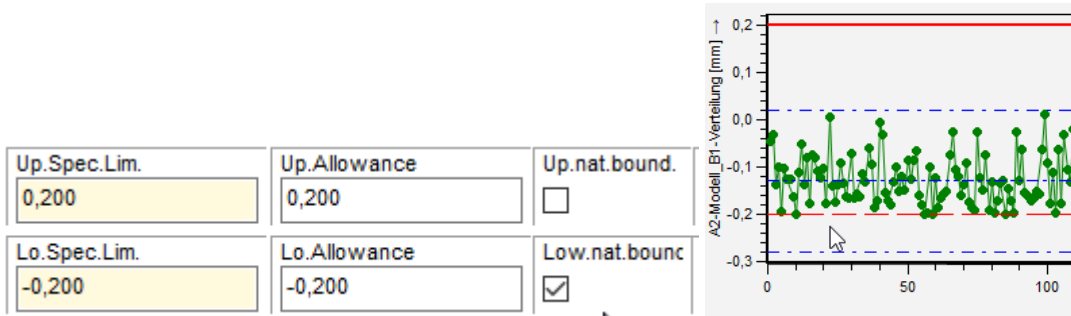 Up.Spec.Lim. Up.Allowance Up.nat.bound.
0,200 0,200
Lo.Spec.Lim. Lo.Allowance Low.nat.bounc
-0,200 -0,200
A2-Modell_B1-Verteilung [mm] →
0,2
0,1
0,0
-0,1
-0,2
-0,3
0 50 100